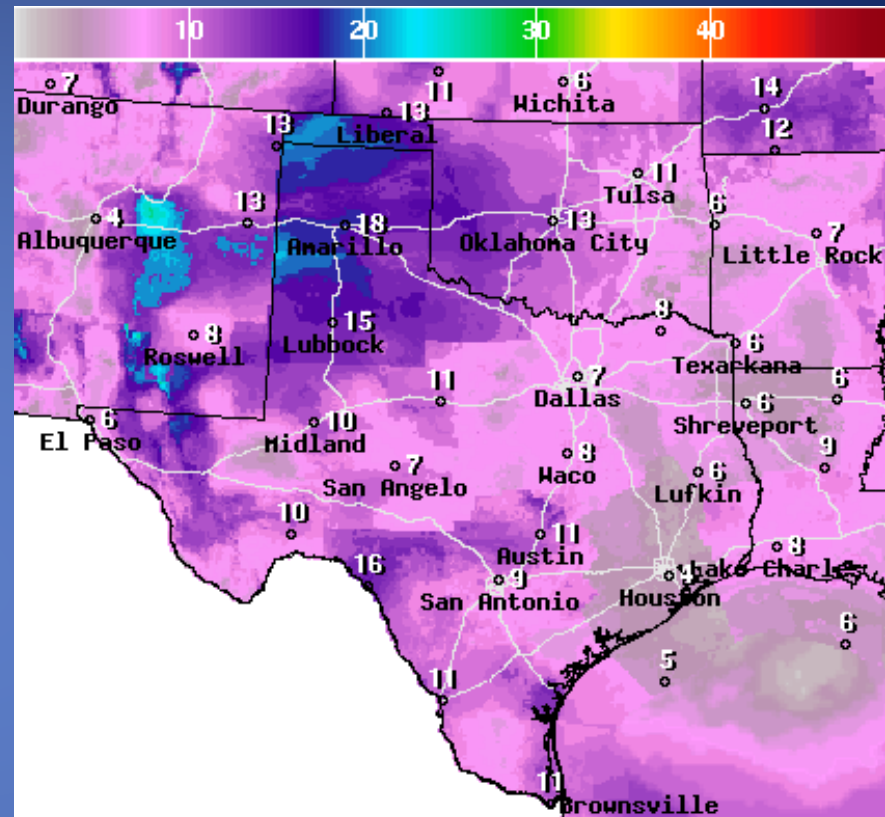 10 20 30 40
7 11 6 14
Durango 13 Liberal Wichita
13 12
11
Tulsa
4 13 18 13 6 7
Albuquerque Amarillo Oklahoma City Little Rock
8 15 8 6
Roswell Lubbock Texarkana
11 7 6 6
Dallas
6 10 Shreveport
El Paso Midland
7 8 6 9
San Angelo Waco Lufkin
10 11 8
Austin
16 9 4 Lake Charles
San Antonio Houston
6
11 5
11
Brownsville